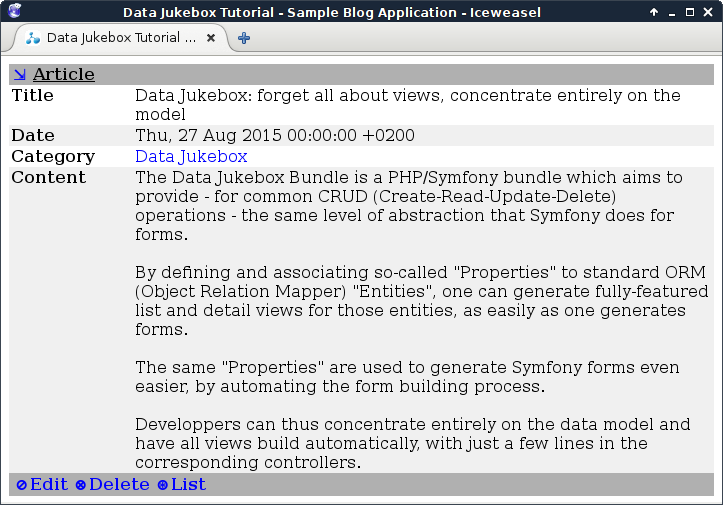 Data Jukebox Tutorial - Sample Blog Application - Iceweasel
Data Jukebox Tutorial ...
Article
Title
Data Jukebox: forget all about views, concentrate entirely on the
model
Date
Thu, 27 Aug 2015 00:00:00 +0200
Category
Data Jukebox
Content
The Data Jukebox Bundle is a PHP/Symfony bundle which aims to
provide - for common CRUD (Create-Read-Update-Delete)
operations - the same level of abstraction that Symfony does for
forms.
By defining and associating so-called "Properties" to standard ORM
(Object Relation Mapper) "Entities", one can generate fully-featured
list and detail views for those entities, as easily as one generates
forms.
The same "Properties" are used to generate Symfony forms even
easier, by automating the form building process.
Developpers can thus concentrate entirely on the data model and
have all views build automatically, with just a few lines in the
corresponding controllers.
Edit Delete List